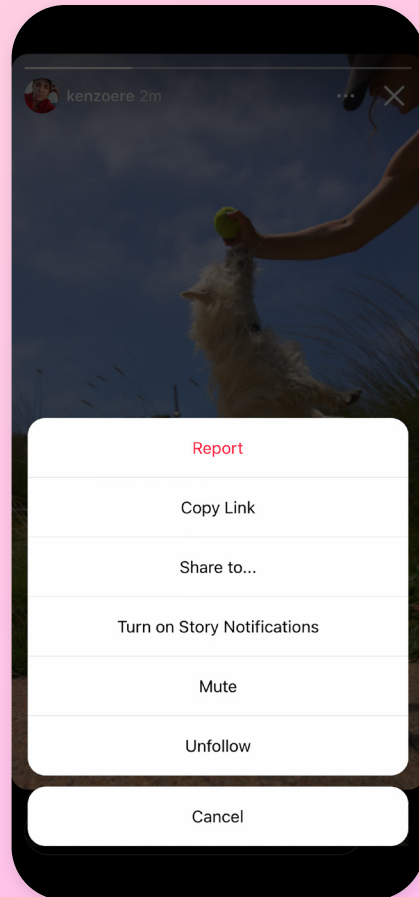 kenzoere 2m
Report
Copy Link
Share to...
Turn on Story Notifications
Mute
Unfollow
Cancel